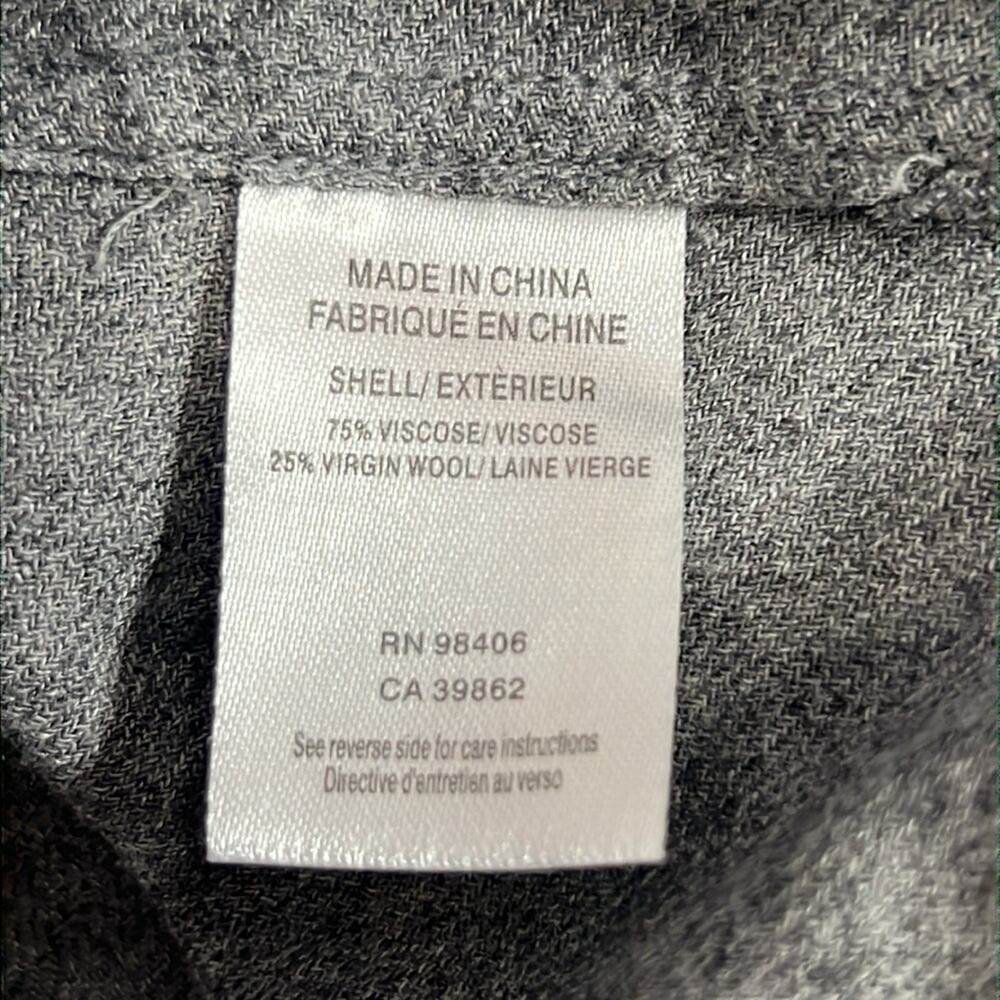 MADE IN CHINA
FABRIQUÉ EN CHINE
SHELL/ EXTÈRIEUR
75% VISCOSE/ VISCOSE
25% VIRGIN WOOL/ LAINE VIERGE
RN 98406
CA 39862
See reverse side for care instructions
Directive d'entretien au verso